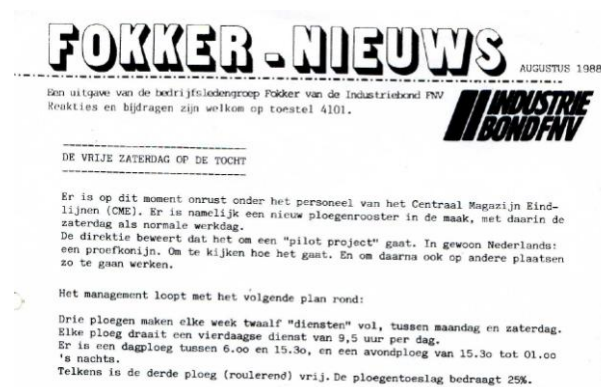 FOKKER-NIEUWS
AUGUSTUS 1988
Een uitgave van de bedrijfsledengroep Fokker van de Industriebond FNV
Reakties en bijdragen zijn welkom op toestel 4101.
INDUSTRIE
BOND FNV
DE VRIJE ZATERDAG OP DE TOCHT
Er is op dit moment onrust onder het personeel van het Centraal Magazijn Eind-
lijnen (CME). Er is namelijk een nieuw ploegenrooster in de maak, met daarin de
zaterdag als normale werkdag.
De direktie beweert dat het om een "pilot project" gaat. In gewoon Nederlands:
een proefkonijn. Om te kijken hoe het gaat. En om daarna ook op andere plaatsen
zo te gaan werken.
Het management loopt met het volgende plan rond:
Drie ploegen maken elke week twaalf "diensten" vol, tussen maandag en zaterdag.
Elke ploeg draait een vierdaagse dienst van 9,5 uur per dag.
Er is een dagploeg tussen 6.oo en 15.3o, en een avondploeg van 15.3o tot 01.oo
's nachts.
Telkens is de derde ploeg (roulerend) vrij. De ploegentoeslag bedraagt 25%.